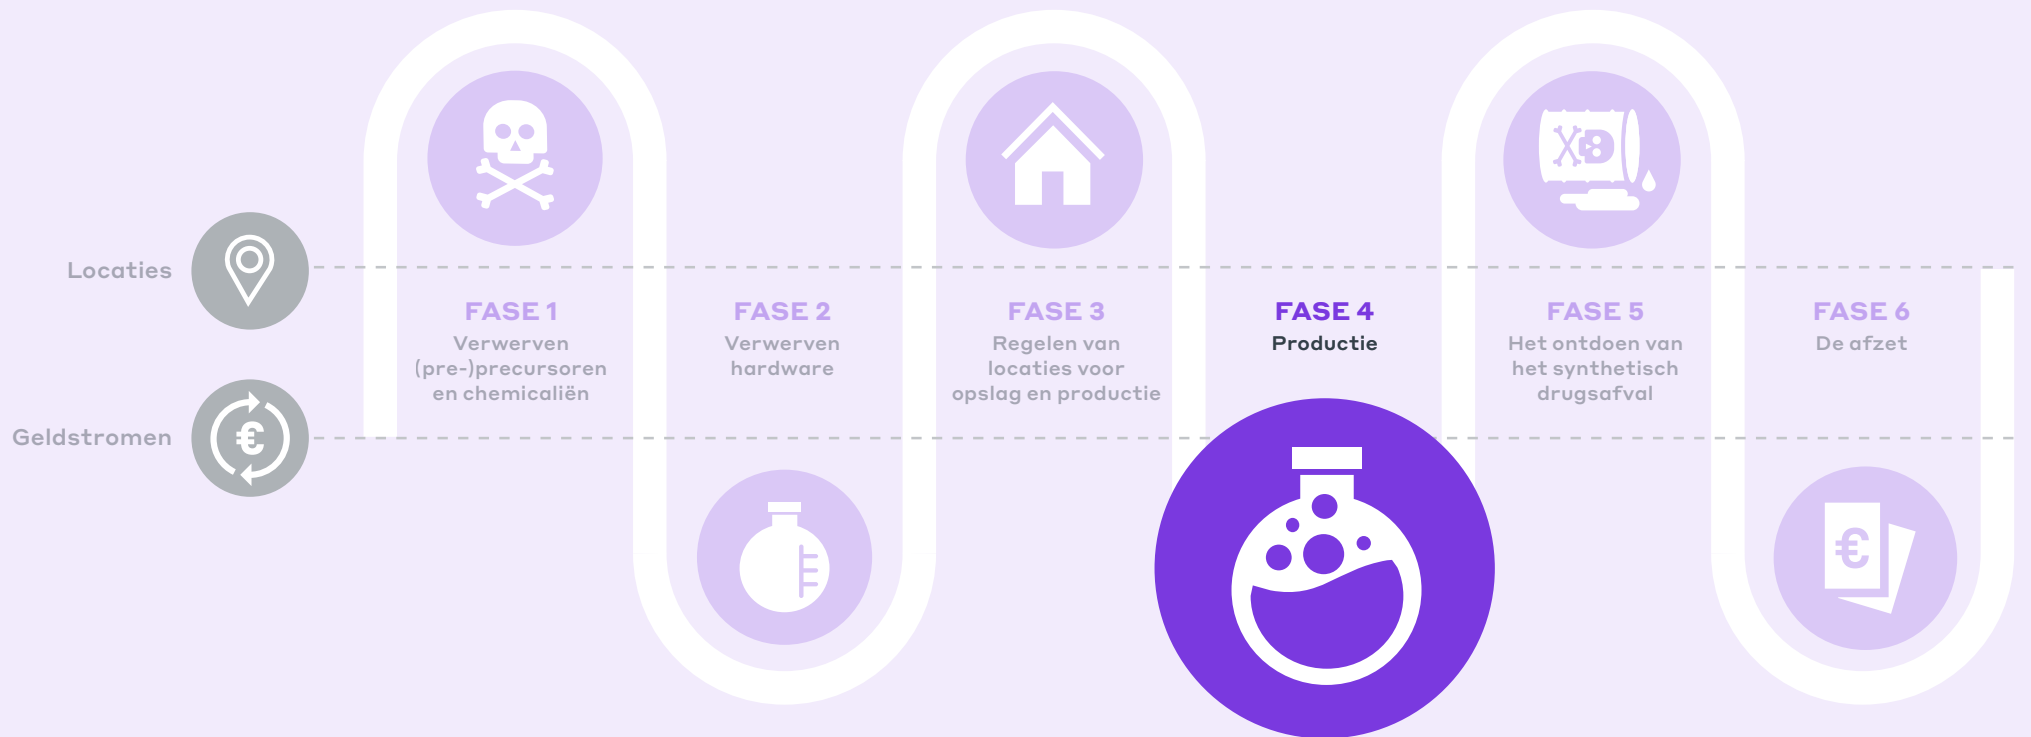 Locaties
Geldstromen
FASE 1
Verwerven
(pre-)precursoren
en chemicaliën
FASE 2
Verwerven
hardware
FASE 3
Regelen van
locaties voor
opslag en productie
FASE 4
Productie
FASE 5
Het ontdoen van
het synthetisch
drugsafval
FASE 6
De afzet
€
€